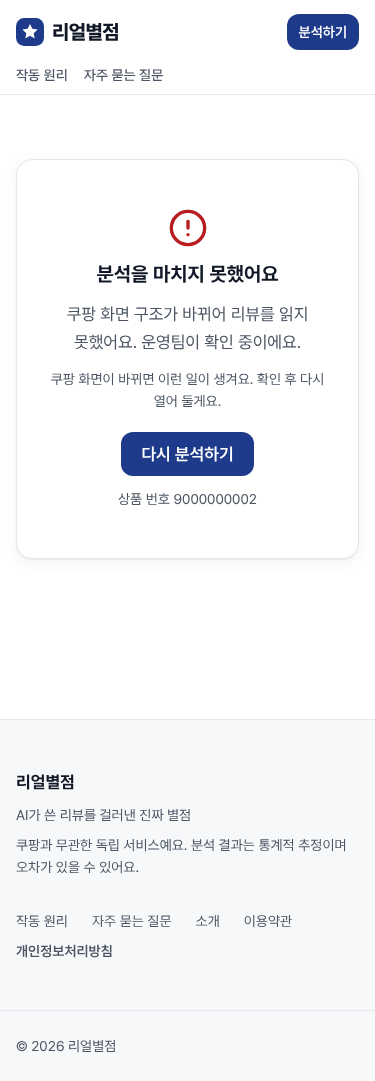 리얼별점
분석하기
작동 원리 자주 묻는 질문
분석을 마치지 못했어요
쿠팡 화면 구조가 바뀌어 리뷰를 읽지
못했어요. 운영팀이 확인 중이에요.
쿠팡 화면이 바뀌면 이런 일이 생겨요. 확인 후 다시
열어 둘게요.
다시 분석하기
상품 번호 9000000002
리얼별점
AI가 쓴 리뷰를 걸러낸 진짜 별점
쿠팡과 무관한 독립 서비스예요. 분석 결과는 통계적 추정이며
오차가 있을 수 있어요.
작동 원리 자주 묻는 질문 소개 이용약관
개인정보처리방침
© 2026 리얼별점